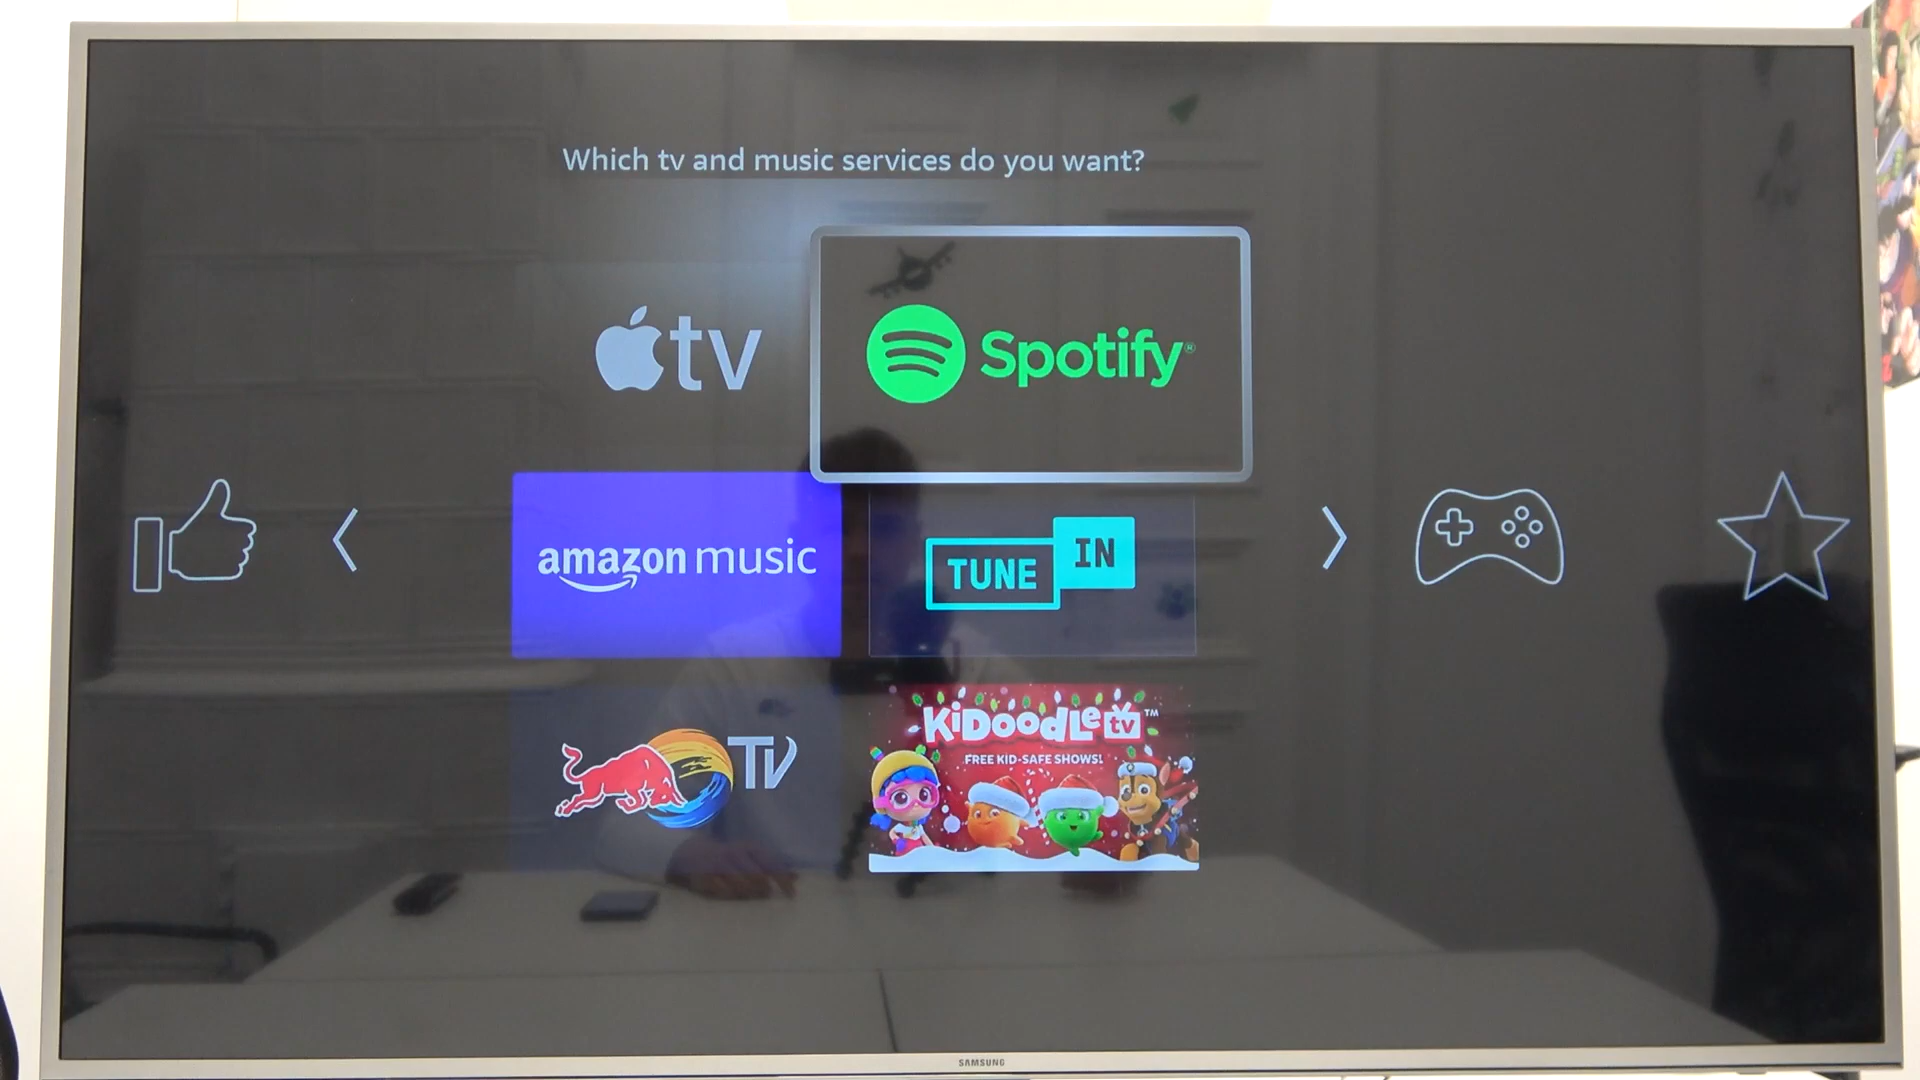 Which tv and music services do you want?
tv
Spotify®
amazon music
TUNE IN
TV
KiDOODLE tv™
FREE KID-SAFE SHOWS!
SAMSUNG